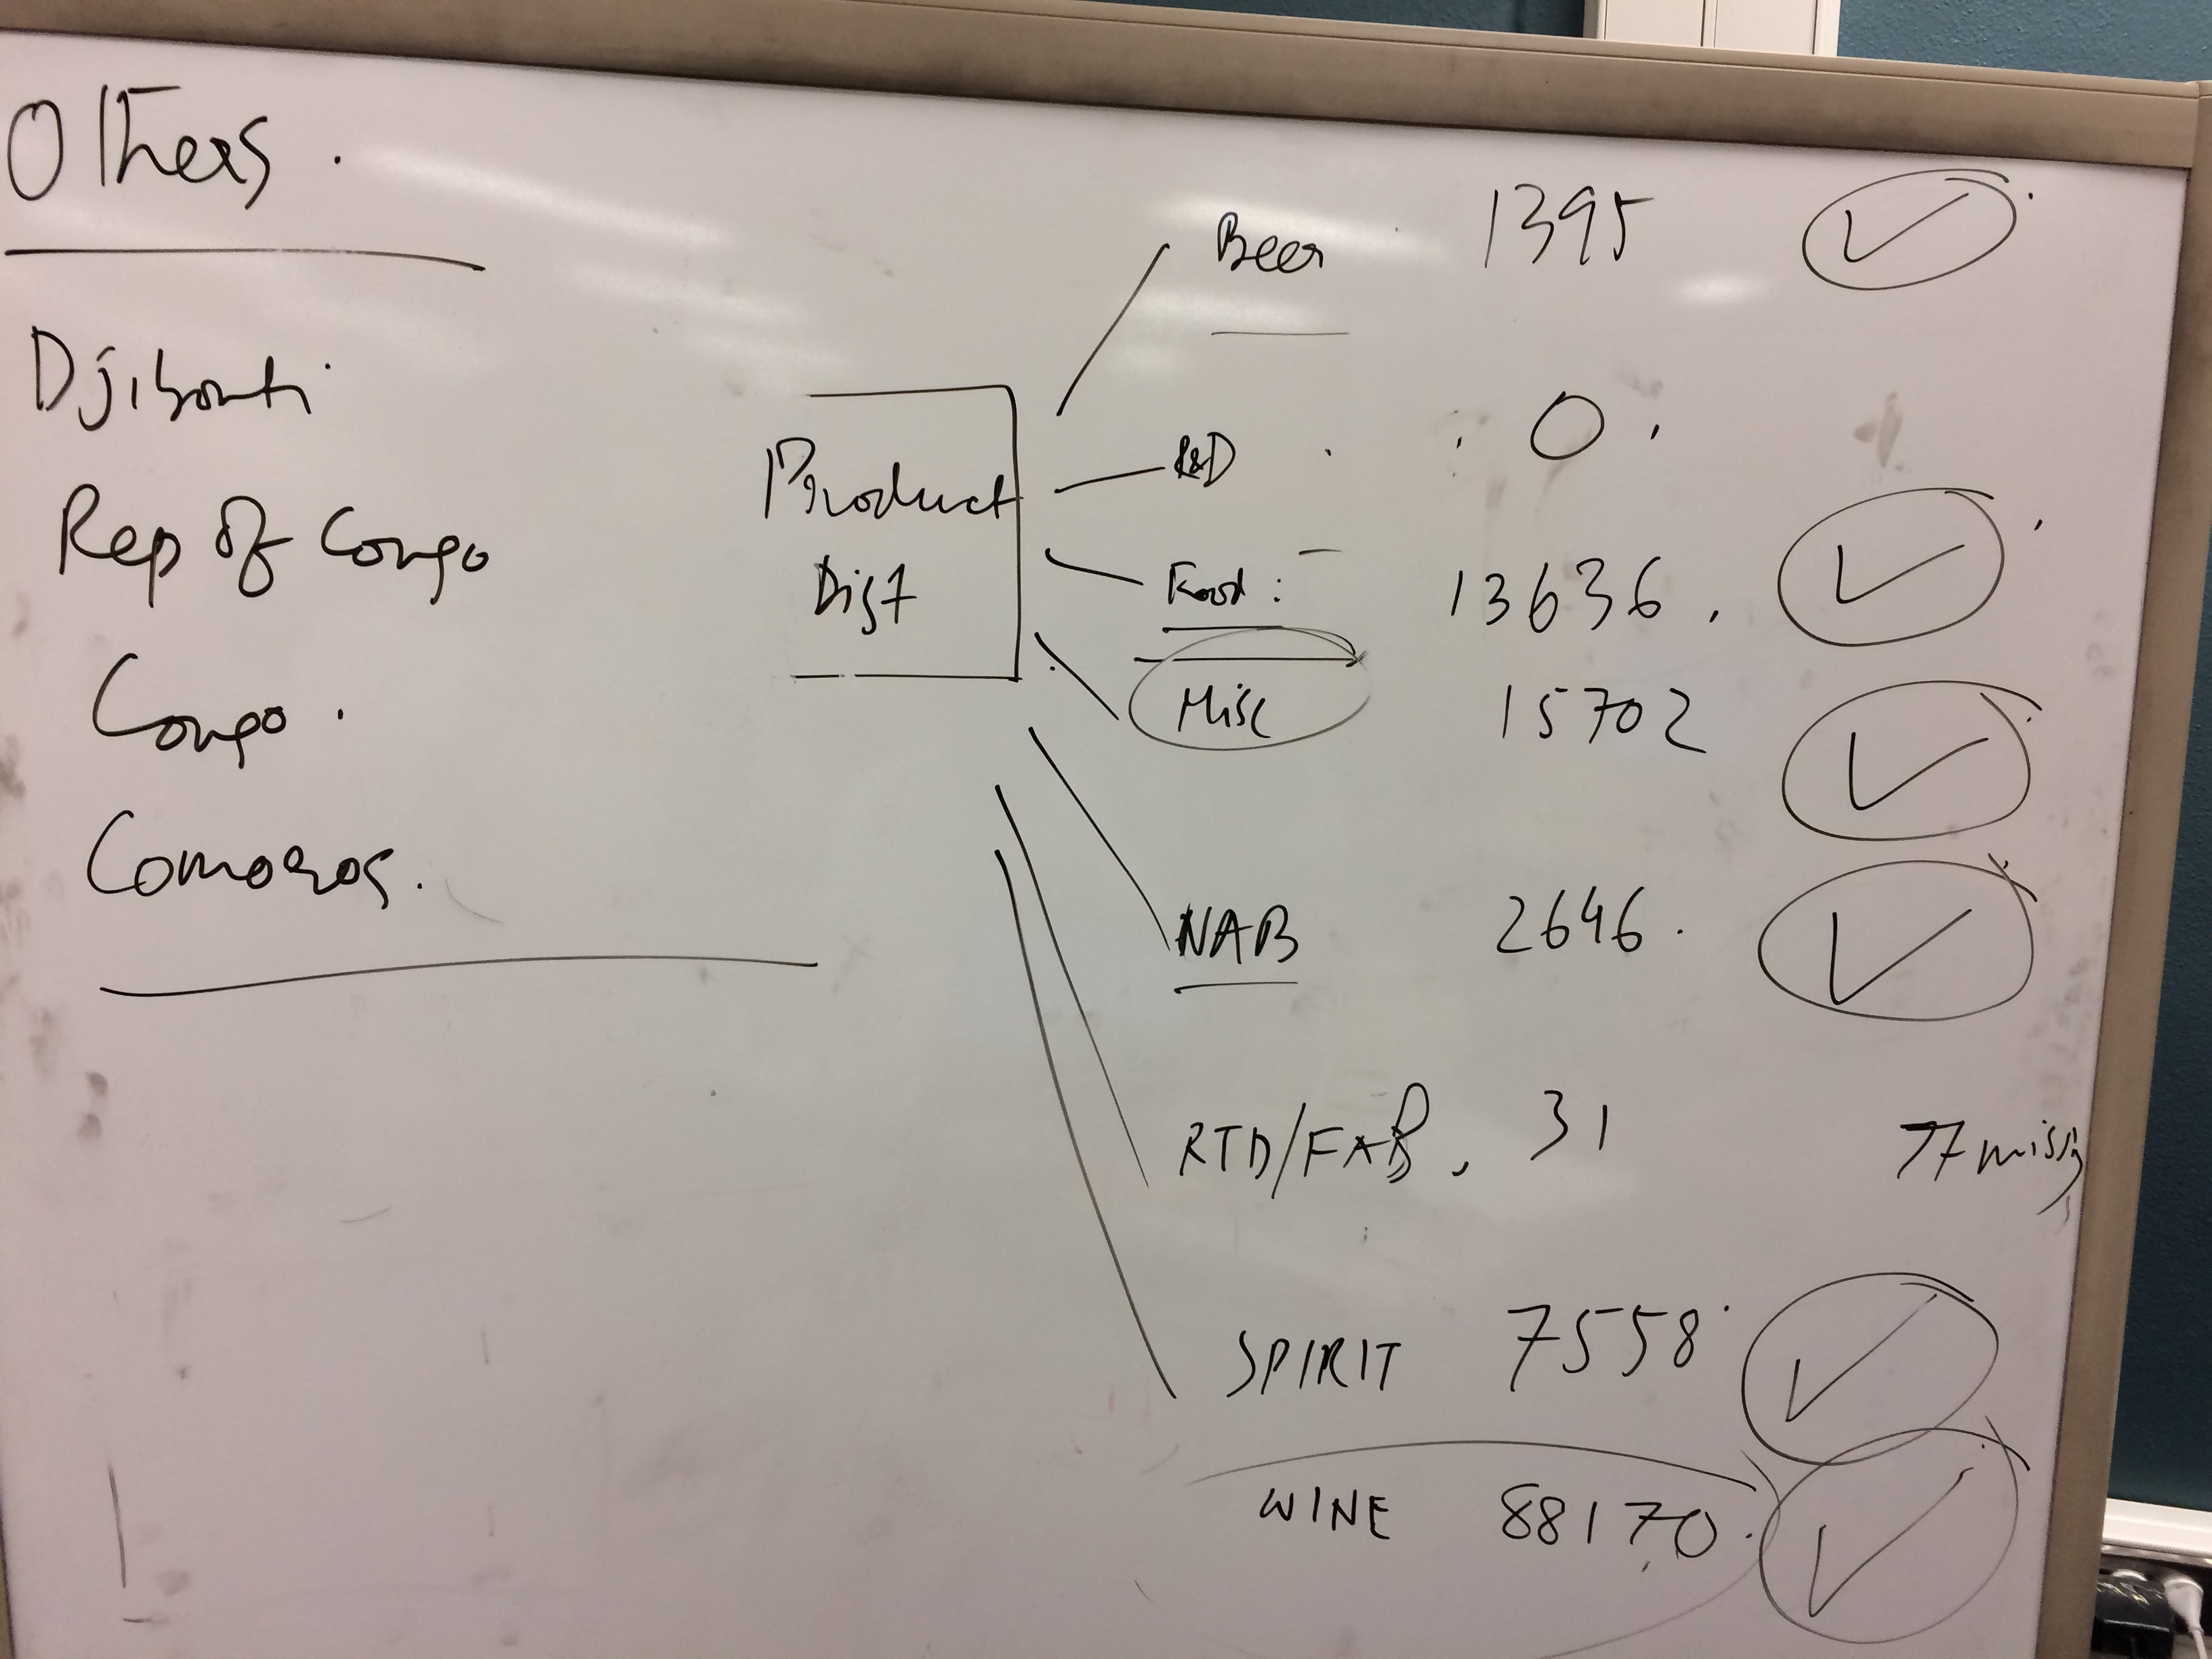 Others .
Djibouti
Rep Of Congo
Congo .
Comoros.
Product
Dist
Beer 1395 ✓
R&D 0
Food : 13636 . ✓
Misc 15702 ✓
NAB 2646 . ✓
RTD/FAB , 31 77 missg
SPIRIT 7558 ✓
WINE 88170 . ✓